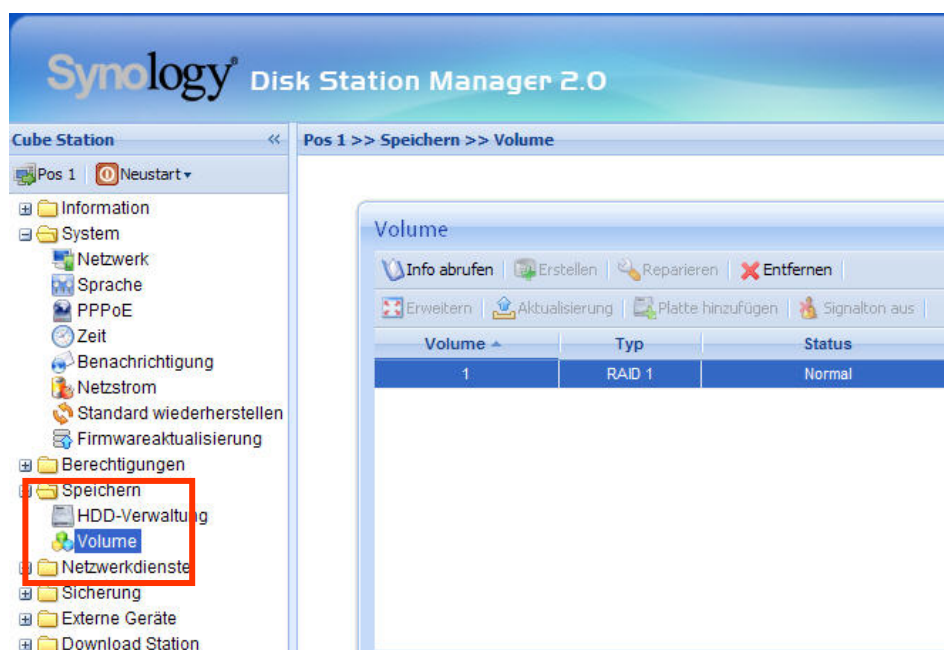 Synology® Disk Station Manager 2.0
Cube Station «
Pos 1 >> Speichern >> Volume
Pos 1 Neustart
Information
System
Netzwerk
Sprache
PPPoE
Zeit
Benachrichtigung
Netzstrom
Standard wiederherstellen
Firmwareaktualisierung
Berechtigungen
Speichern
HDD-Verwaltung
Volume
Netzwerkdienste
Sicherung
Externe Geräte
Download Station
Volume
Info abrufen Erstellen Reparieren Entfernen
Erweitern Aktualisierung Platte hinzufügen Signalton aus
Volume Typ Status
1 RAID 1 Normal